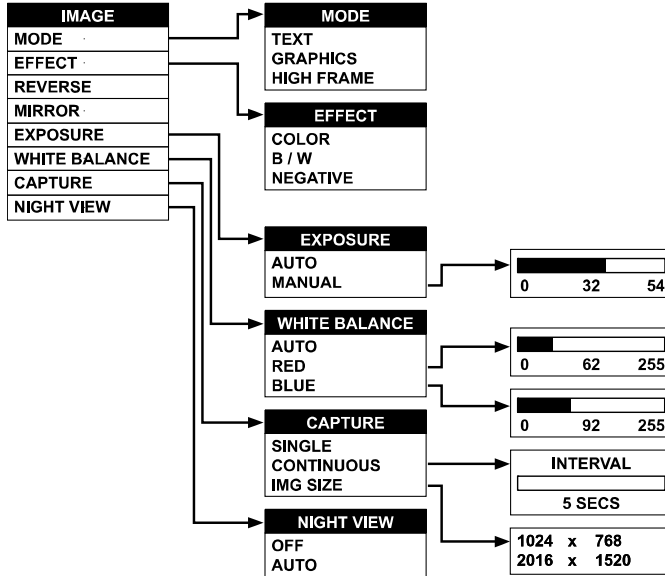 IMAGE
MODE
EFFECT
REVERSE
MIRROR
EXPOSURE
WHITE BALANCE
CAPTURE
NIGHT VIEW
MODE
TEXT
GRAPHICS
HIGH FRAME
EFFECT
COLOR
B / W
NEGATIVE
EXPOSURE
AUTO
MANUAL
0 32 54
WHITE BALANCE
AUTO
RED
BLUE
0 62 255
0 92 255
CAPTURE
SINGLE
CONTINUOUS
IMG SIZE
INTERVAL
5 SECS
1024 x 768
2016 x 1520
NIGHT VIEW
OFF
AUTO